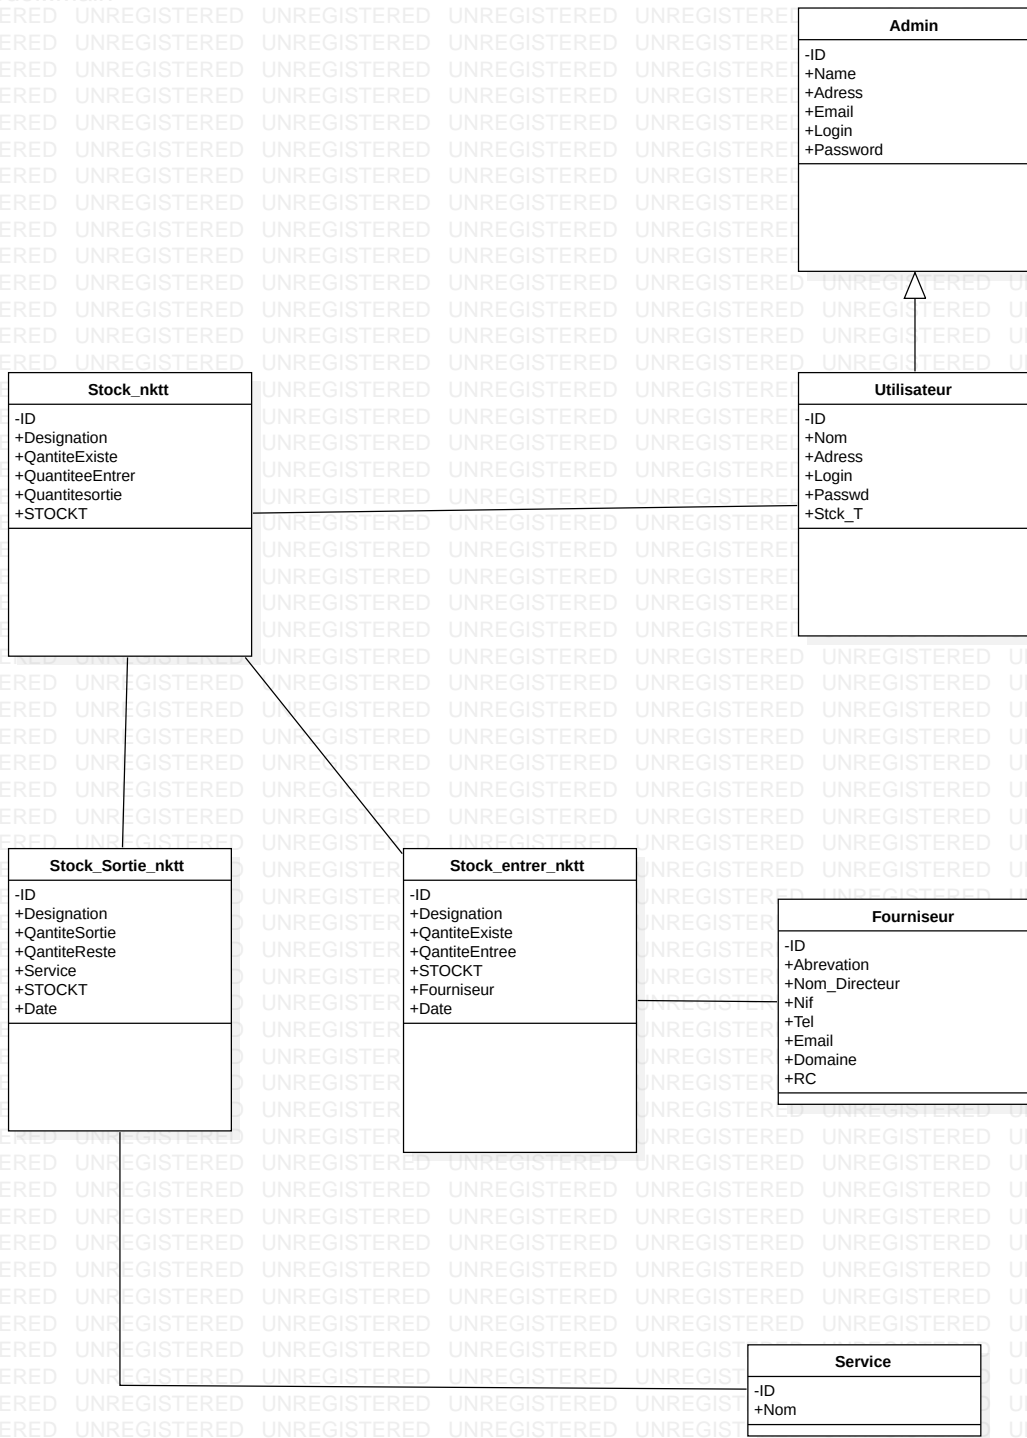 Admin
-ID
+Name
+Adress
+Email
+Login
+Password
Stock_nktt
-ID
+Designation
+QantiteExiste
+QuantiteeEntrer
+Quantitesortie
+STOCKT
Utilisateur
-ID
+Nom
+Adress
+Login
+Passwd
+Stck_T
Stock_Sortie_nktt
-ID
+Designation
+QantiteSortie
+QantiteReste
+Service
+STOCKT
+Date
Stock_entrer_nktt
-ID
+Designation
+QantiteExiste
+QantiteEntree
+STOCKT
+Fourniseur
+Date
Fourniseur
-ID
+Abrevation
+Nom_Directeur
+Nif
+Tel
+Email
+Domaine
+RC
Service
-ID
+Nom
UNREGISTERED